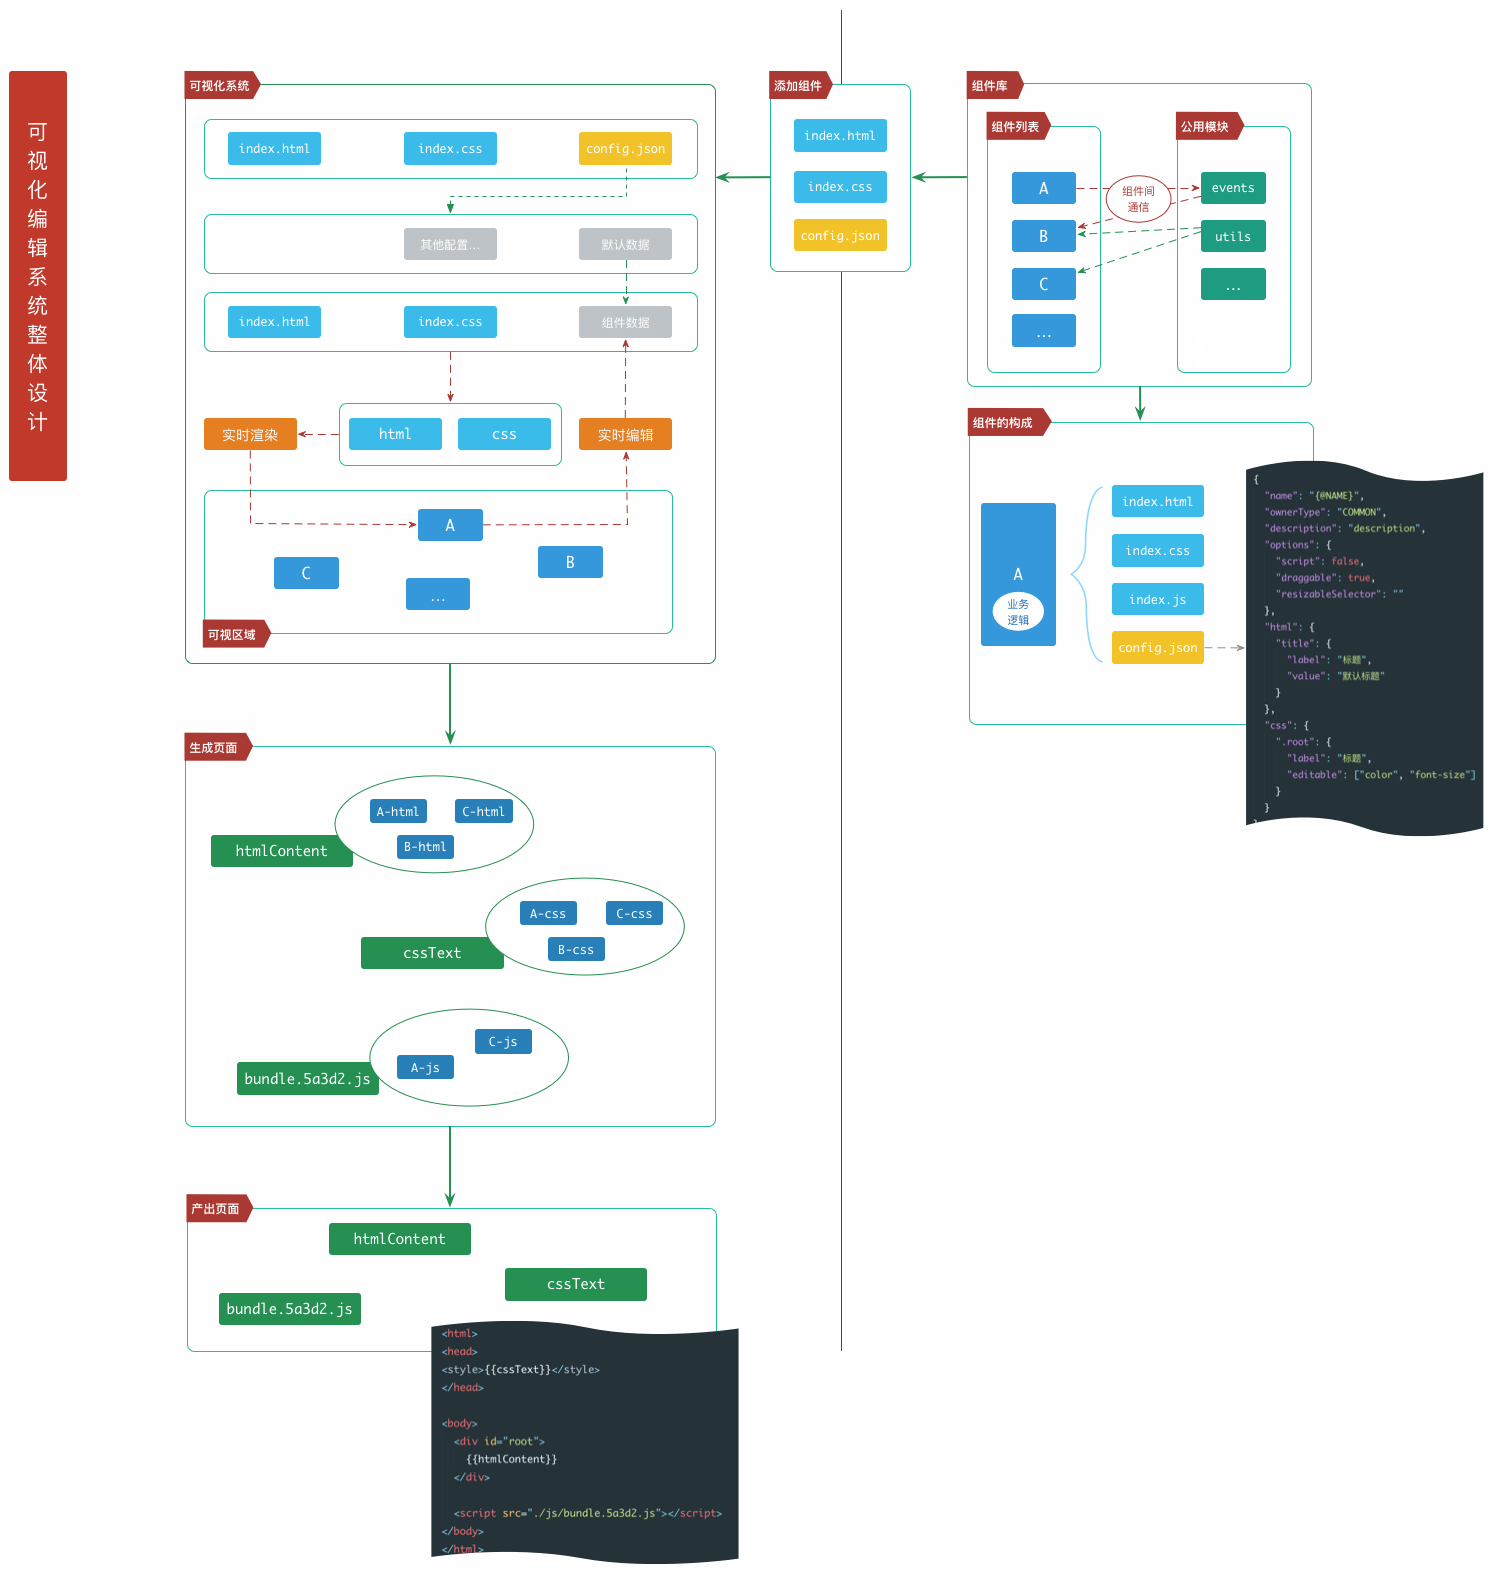 可视化编辑系统整体设计
可视化系统
index.html
index.css
config.json
其他配置...
默认数据
index.html
index.css
组件数据
实时渲染
html
css
实时编辑
A
B
C
...
可视区域
添加组件
index.html
index.css
config.json
组件库
组件列表
A
B
C
...
组件间
通信
公用模块
events
utils
...
组件的构成
A
业务
逻辑
index.html
index.css
index.js
config.json
{
"name": "{@NAME}",
"ownerType": "COMMON",
"description": "description",
"options": {
"script": false,
"draggable": true,
"resizableSelector": ""
},
"html": {
"title": {
"label": "标题",
"value": "默认标题"
}
},
"css": {
".root": {
"label": "标题",
"editable": ["color", "font-size"]
}
}
}
生成页面
A-html
C-html
B-html
htmlContent
A-css
C-css
B-css
cssText
C-js
A-js
bundle.5a3d2.js
产出页面
htmlContent
cssText
bundle.5a3d2.js
<html>
<head>
<style>{{cssText}}</style>
</head>
<body>
<div id="root">
{{htmlContent}}
</div>
<script src="./js/bundle.5a3d2.js"></script>
</body>
</html>